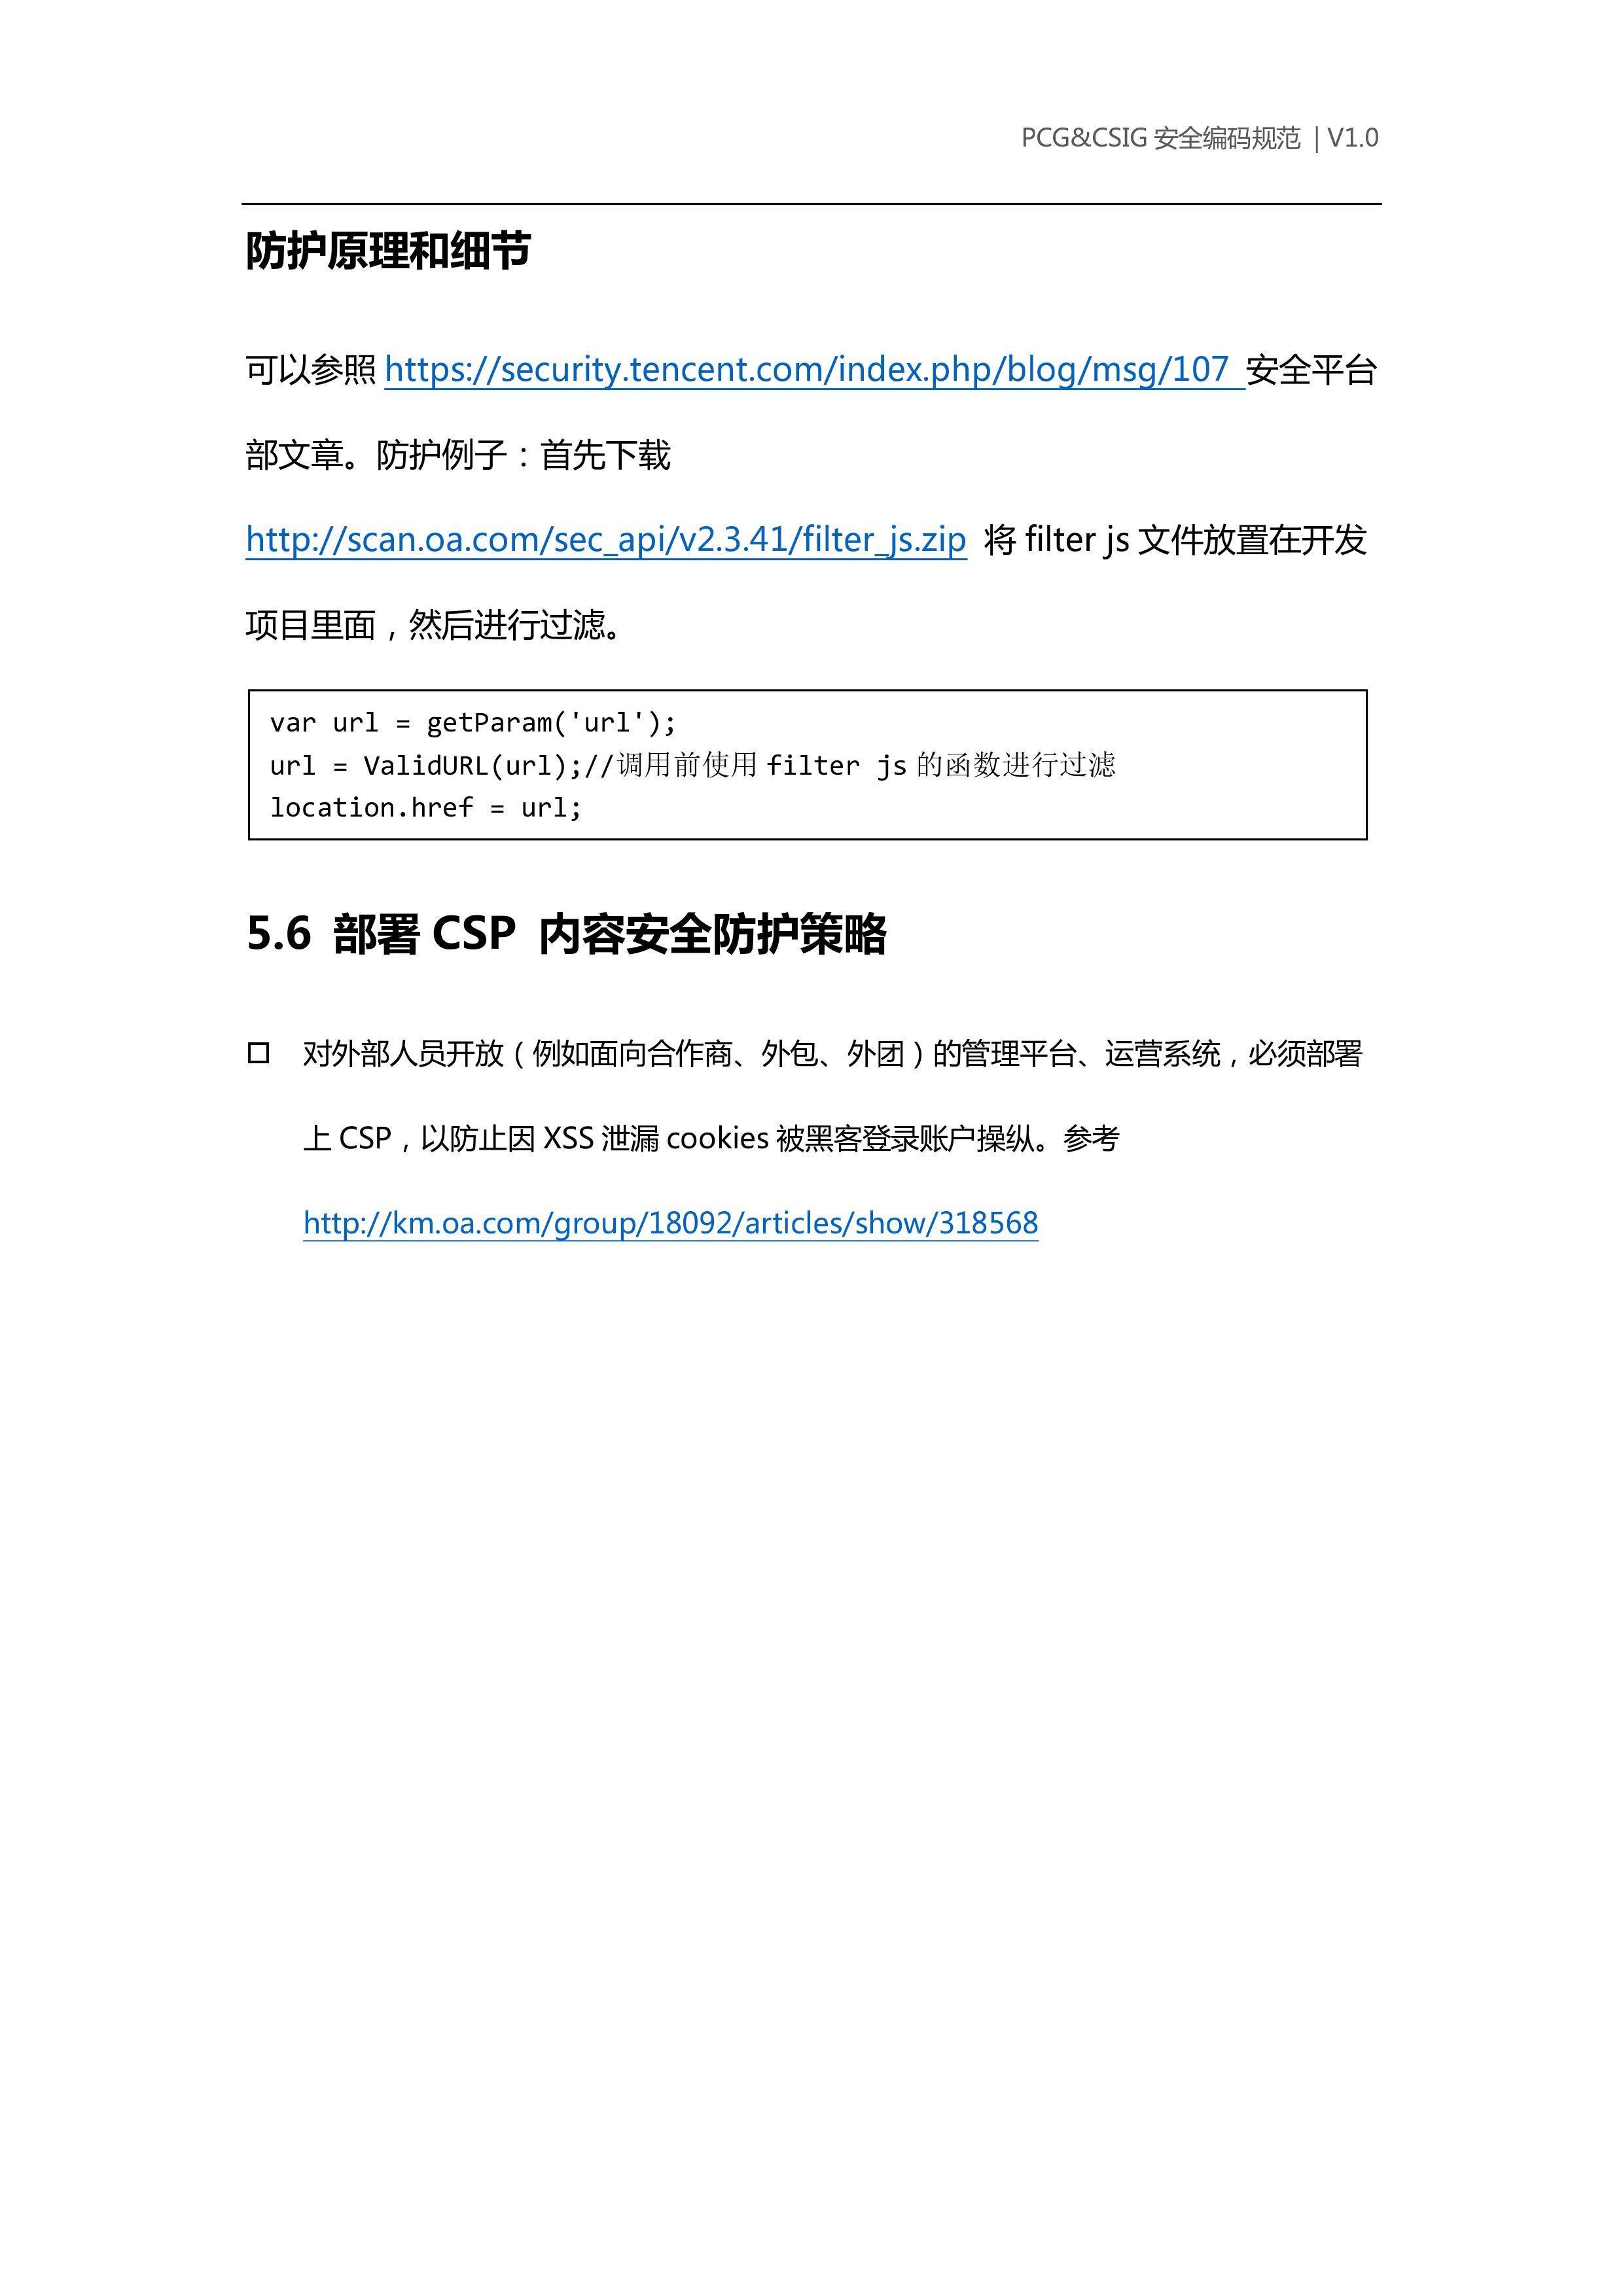 PCG&CSIG 安全编码规范 | V1.0
防护原理和细节
可以参照 https://security.tencent.com/index.php/blog/msg/107 安全平台
部文章。防护例子：首先下载
http://scan.oa.com/sec_api/v2.3.41/filter_js.zip 将 filter js 文件放置在开发
项目里面，然后进行过滤。
var url = getParam('url');
url = ValidURL(url);//调用前使用 filter js 的函数进行过滤
location.href = url;
5.6 部署 CSP 内容安全防护策略
□ 对外部人员开放（例如面向合作商、外包、外团）的管理平台、运营系统，必须部署
上 CSP，以防止因 XSS 泄漏 cookies 被黑客登录账户操纵。参考
http://km.oa.com/group/18092/articles/show/318568